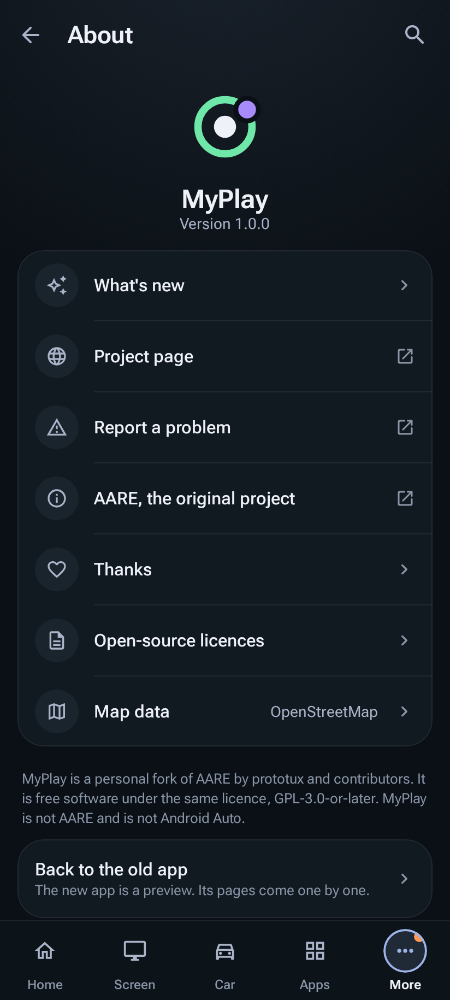 About
MyPlay
Version 1.0.0
What's new
Project page
Report a problem
AARE, the original project
Thanks
Open-source licences
Map data
OpenStreetMap
MyPlay is a personal fork of AARE by prototux and contributors. It
is free software under the same licence, GPL-3.0-or-later. MyPlay
is not AARE and is not Android Auto.
Back to the old app
The new app is a preview. Its pages come one by one.
Home
Screen
Car
Apps
More